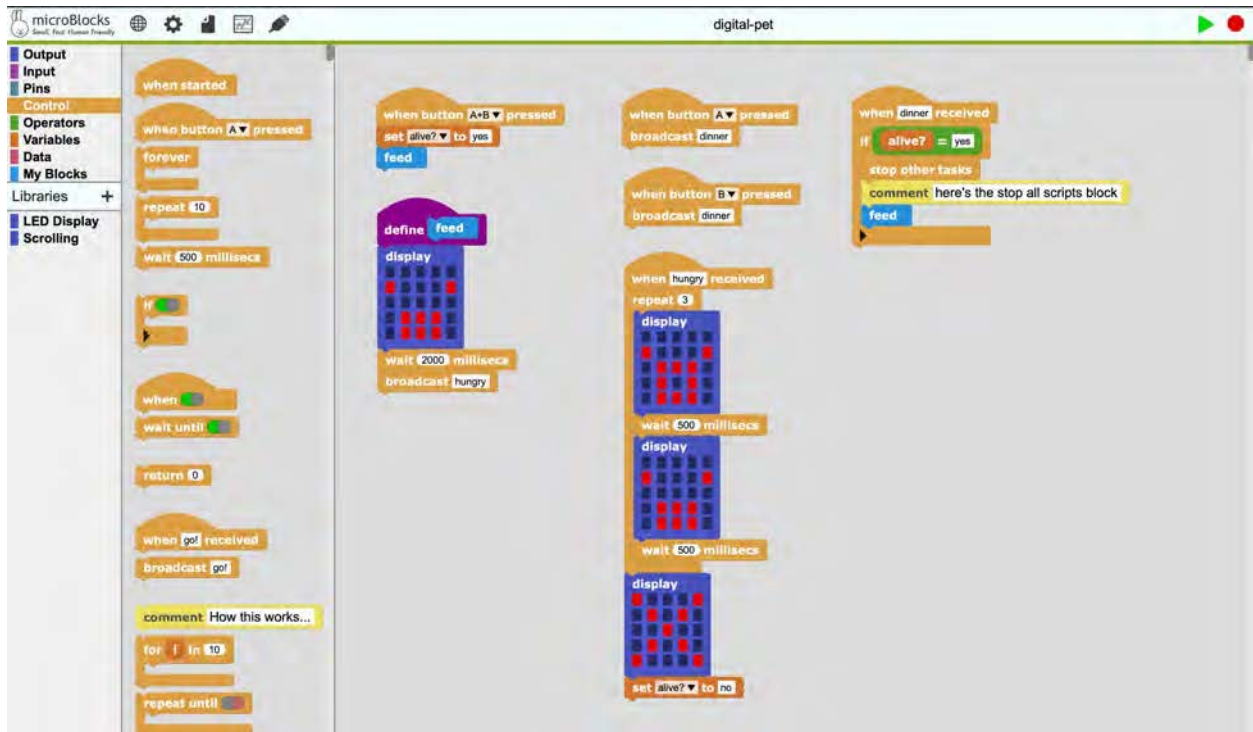 microBlocks
Small, Fast, Human Friendly
digital-pet
Output
Input
Pins
Control
Operators
Variables
Data
My Blocks
Libraries +
LED Display
Scrolling
when started
when button A pressed
forever
repeat 10
wait 500 millisecs
if
when
wait until
return 0
when go! received
broadcast go!
comment How this works...
for i in 10
repeat until
when button A+B pressed
set alive? to yes
feed
define feed
display
wait 2000 millisecs
broadcast hungry
when button A pressed
broadcast dinner
when button B pressed
broadcast dinner
when hungry received
repeat 3
display
wait 500 millisecs
display
wait 500 millisecs
display
set alive? to no
when dinner received
if alive? = yes
stop other tasks
comment here's the stop all scripts block
feed